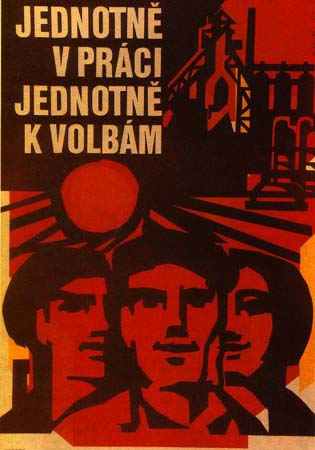 JEDNOTNĚ
V PRÁCI
JEDNOTNĚ
K VOLBÁM